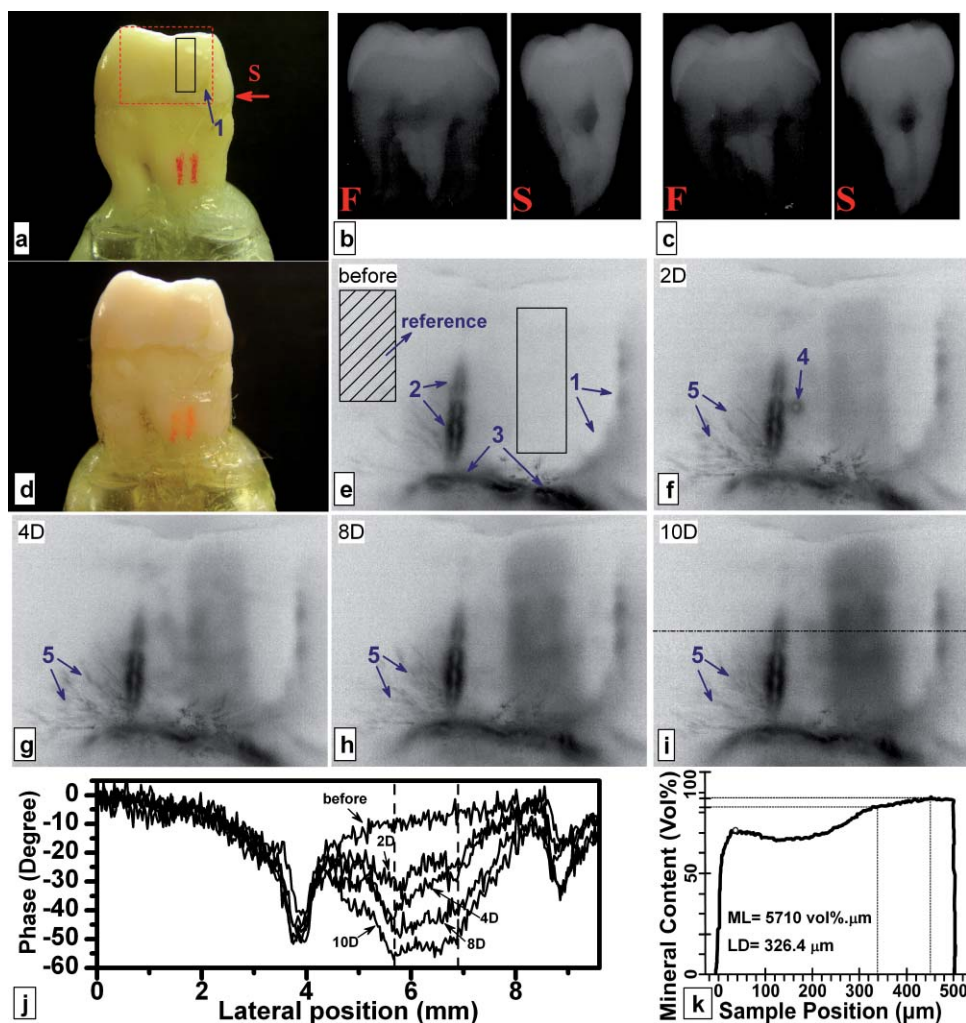 S
1
a
F
S
b
F
S
c
d
before
reference
2
1
3
e
2D
4
5
f
4D
5
g
8D
5
h
10D
5
i
Phase (Degree)
0
-10
-20
-30
-40
-50
-60
before
2D
4D
8D
10D
0 2 4 6 8
Lateral position (mm)
j
Mineral Content (Vol%)
100
50
0
ML= 5710 vol%.µm
LD= 326.4 µm
0 100 200 300 400 500
Sample Position (µm)
k